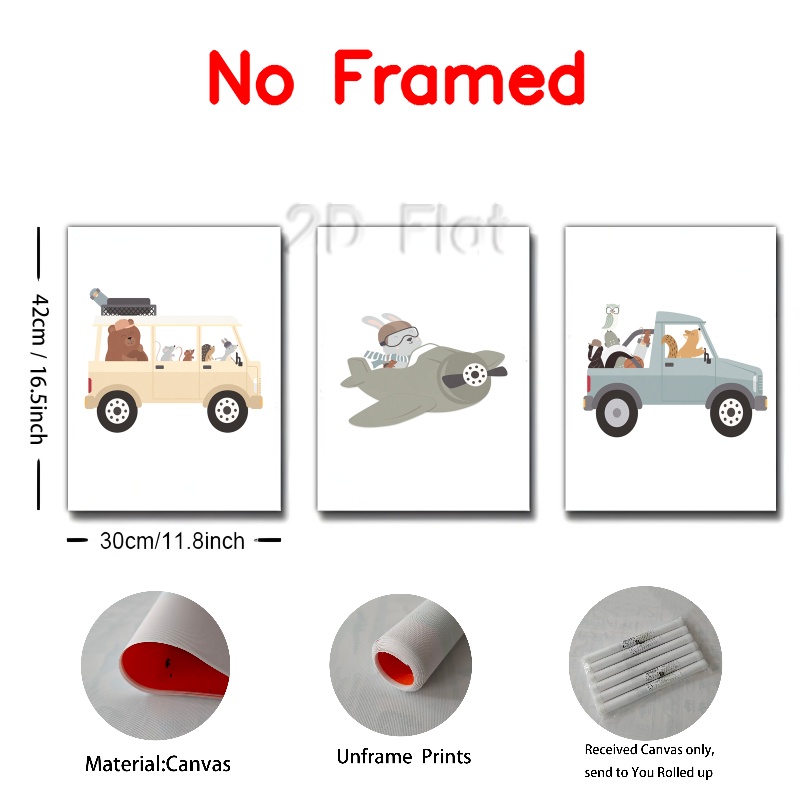 No Framed
2D Flat
42cm / 16.5inch
30cm/11.8inch
Material:Canvas
Unframe Prints
Received Canvas only,
send to You Rolled up